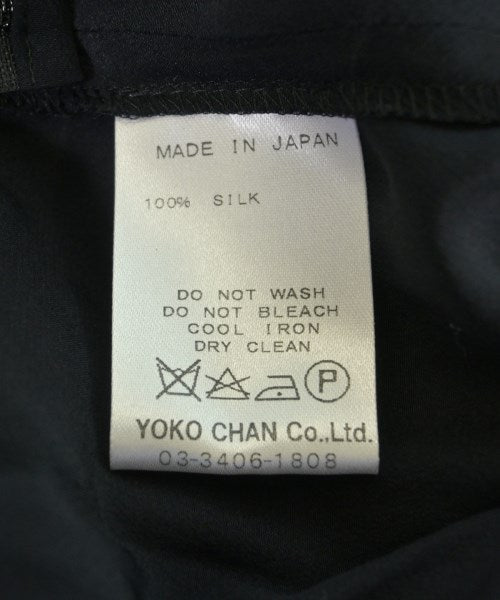 MADE IN JAPAN
100% SILK
DO NOT WASH
DO NOT BLEACH
COOL IRON
DRY CLEAN
P
YOKO CHAN Co.,Ltd.
03-3406-1808